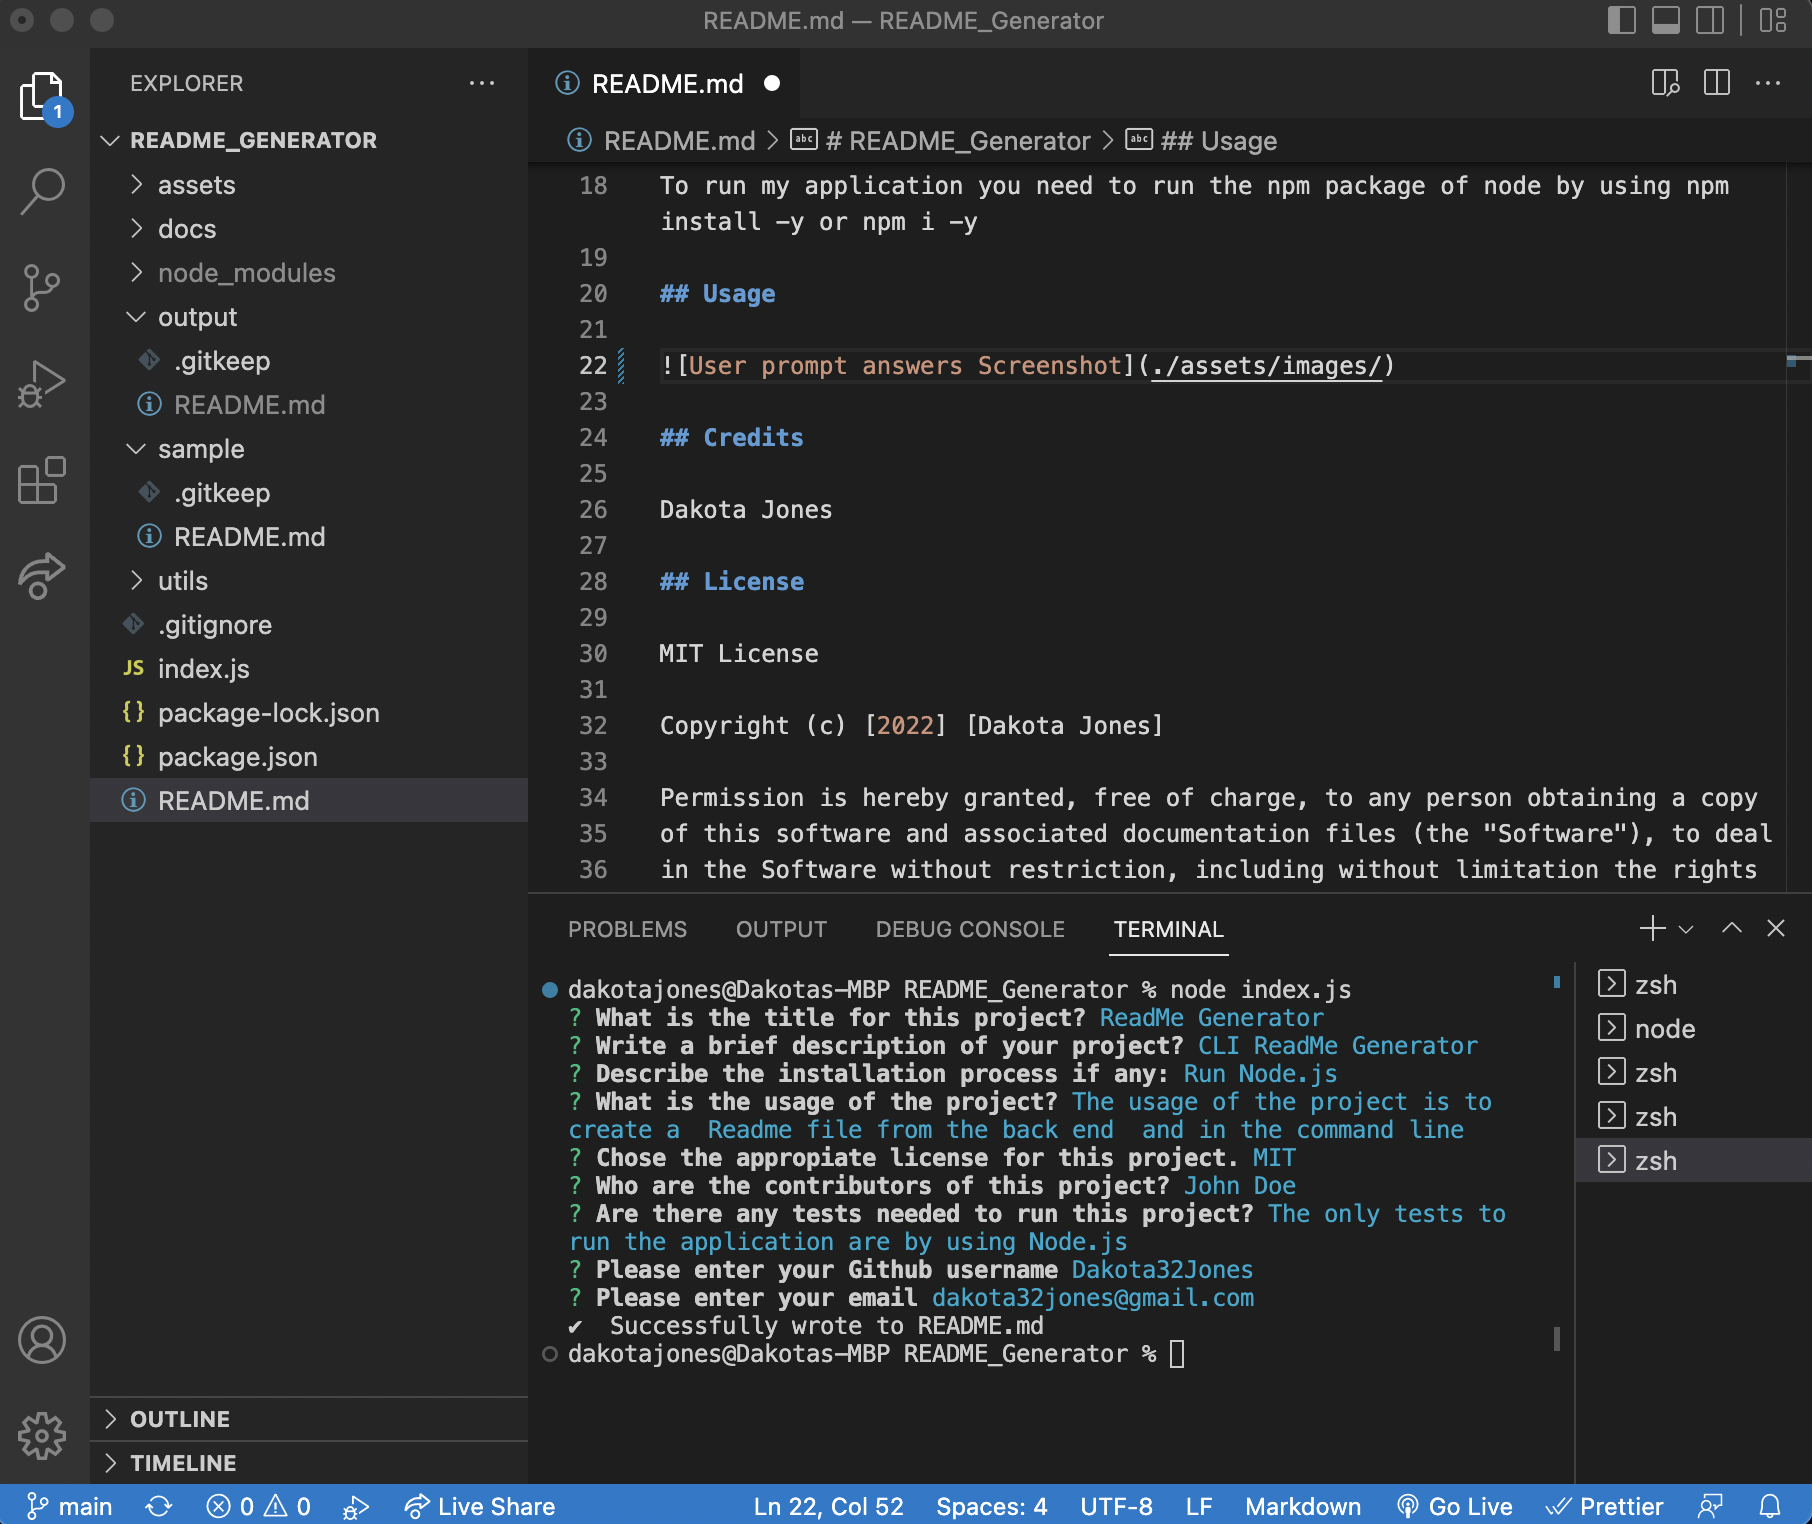 README.md — README_Generator
EXPLORER
1
README_GENERATOR
assets
docs
node_modules
output
.gitkeep
README.md
sample
.gitkeep
README.md
utils
.gitignore
JS index.js
{} package-lock.json
{} package.json
README.md
OUTLINE
TIMELINE
README.md
README.md > # README_Generator > ## Usage
18 To run my application you need to run the npm package of node by using npm
install -y or npm i -y
19
20 ## Usage
21
22 ![User prompt answers Screenshot](./assets/images/)
23
24 ## Credits
25
26 Dakota Jones
27
28 ## License
29
30 MIT License
31
32 Copyright (c) [2022] [Dakota Jones]
33
34 Permission is hereby granted, free of charge, to any person obtaining a copy
35 of this software and associated documentation files (the "Software"), to deal
36 in the Software without restriction, including without limitation the rights
PROBLEMS OUTPUT DEBUG CONSOLE TERMINAL
dakotajones@Dakotas-MBP README_Generator % node index.js
? What is the title for this project? ReadMe Generator
? Write a brief description of your project? CLI ReadMe Generator
? Describe the installation process if any: Run Node.js
? What is the usage of the project? The usage of the project is to
create a  Readme file from the back end  and in the command line
? Chose the appropiate license for this project. MIT
? Who are the contributors of this project? John Doe
? Are there any tests needed to run this project? The only tests to
run the application are by using Node.js
? Please enter your Github username Dakota32Jones
? Please enter your email dakota32jones@gmail.com
✔  Successfully wrote to README.md
dakotajones@Dakotas-MBP README_Generator %
zsh
node
zsh
zsh
zsh
main 0 0 Live Share Ln 22, Col 52 Spaces: 4 UTF-8 LF Markdown Go Live Prettier